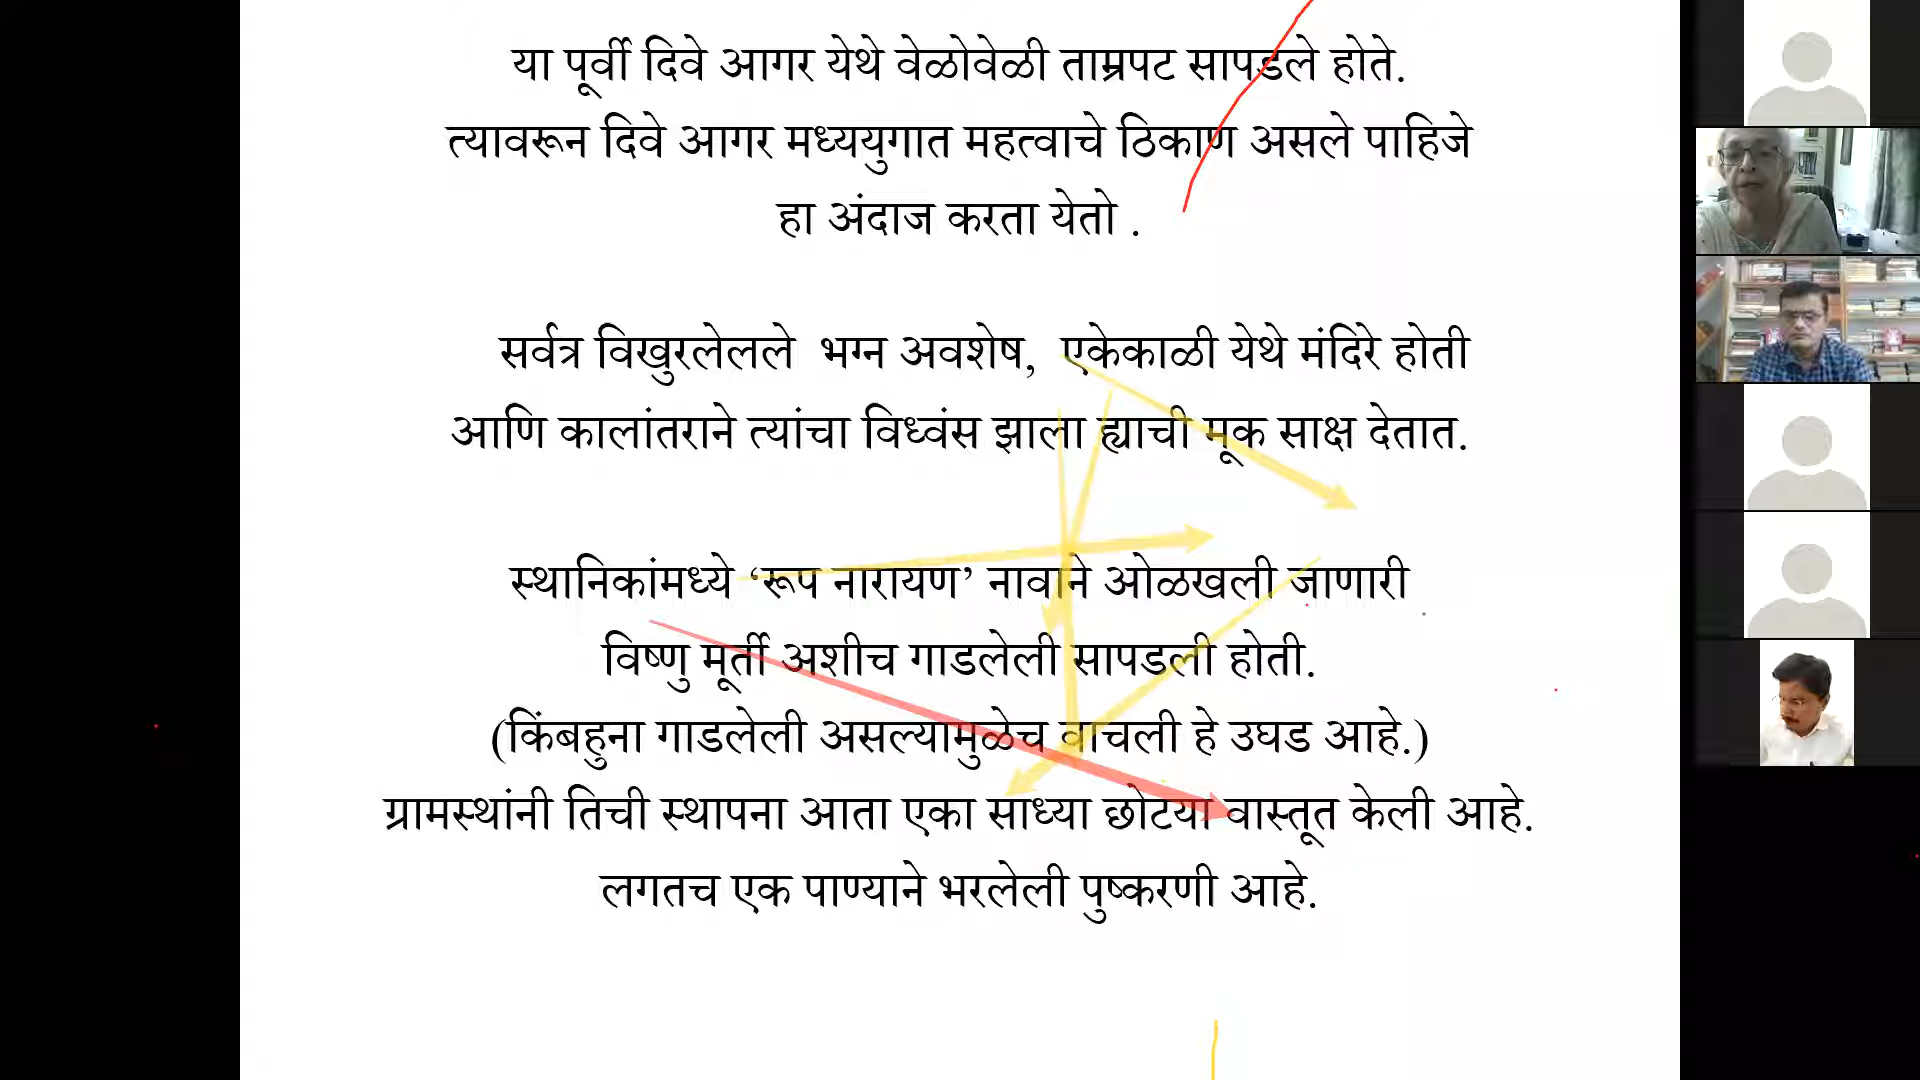 या पूर्वी दिवे आगर येथे वेळोवेळी ताम्रपट सापडले होते.
त्यावरून दिवे आगर मध्ययुगात महत्वाचे ठिकाण असले पाहिजे
हा अंदाज करता येतो .
सर्वत्र विखुरलेलले भग्न अवशेष, एकेकाळी येथे मंदिरे होती
आणि कालांतराने त्यांचा विध्वंस झाला ह्याची मूक साक्ष देतात.
स्थानिकांमध्ये ‘रूप नारायण’ नावाने ओळखली जाणारी
विष्णु मूर्ती अशीच गाडलेली सापडली होती.
(किंबहुना गाडलेली असल्यामुळेच वाचली हे उघड आहे.)
ग्रामस्थांनी तिची स्थापना आता एका साध्या छोटया वास्तूत केली आहे.
लगतच एक पाण्याने भरलेली पुष्करणी आहे.